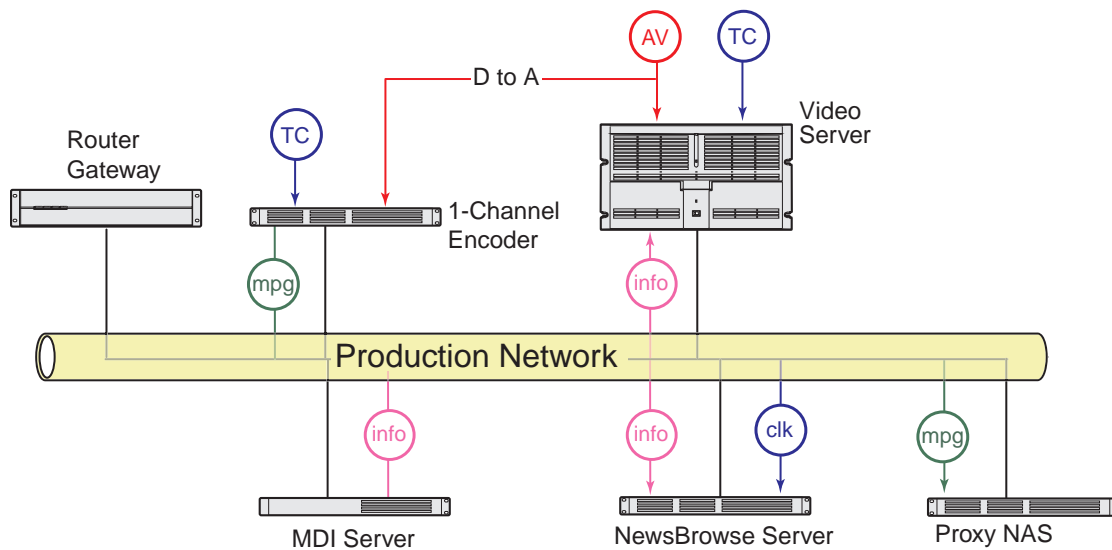 AV
TC
D to A
Video
Server
TC
Router
Gateway
1-Channel
Encoder
mpg
info
Production Network
info
info
clk
mpg
MDI Server
NewsBrowse Server
Proxy NAS